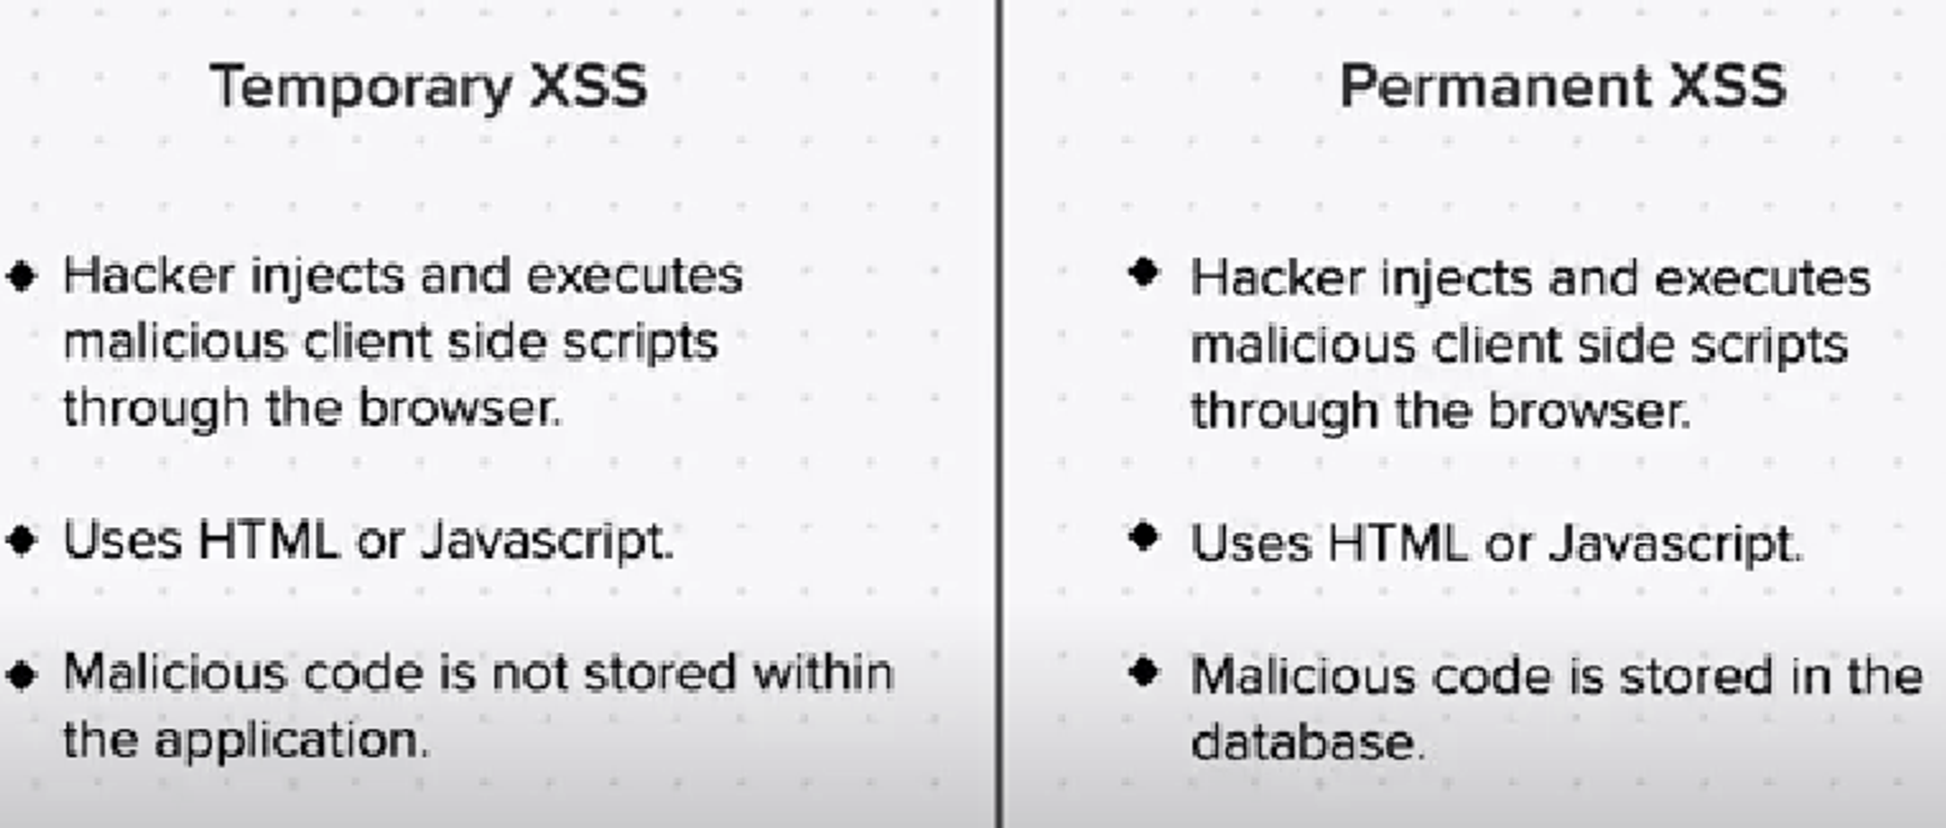 Temporary XSS
Hacker injects and executes
malicious client side scripts
through the browser.
Uses HTML or Javascript.
Malicious code is not stored within
the application.
Permanent XSS
Hacker injects and executes
malicious client side scripts
through the browser.
Uses HTML or Javascript.
Malicious code is stored in the
database.